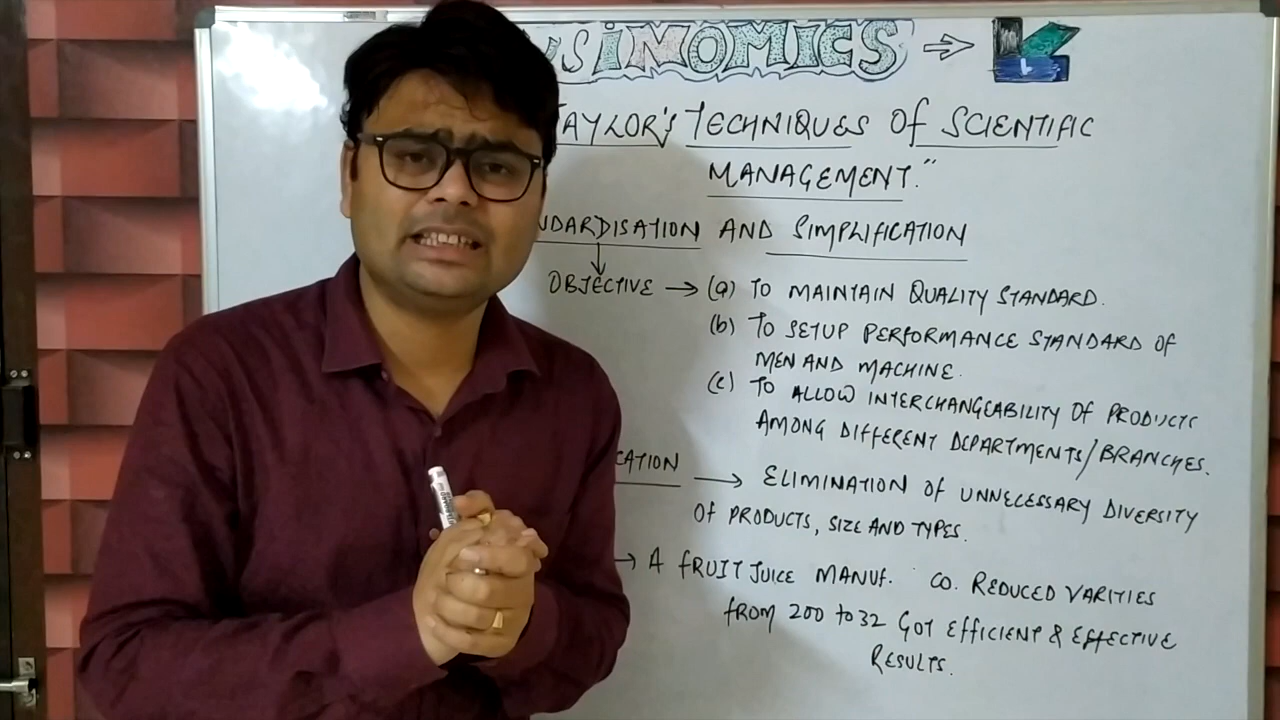 USINOMICS →
TAYLOR'S TECHNIQUES OF SCIENTIFIC
MANAGEMENT."
NDARDISATION AND SIMPLIFICATION
OBJECTIVE → (a) TO MAINTAIN QUALITY STANDARD.
(b) TO SETUP PERFORMANCE STANDARD OF
MEN AND MACHINE.
(c) TO ALLOW INTERCHANGEABILITY OF PRODUCTS
AMONG DIFFERENT DEPARTMENTS/BRANCHES.
CATION → ELIMINATION OF UNNECESSARY DIVERSITY
OF PRODUCTS, SIZE AND TYPES.
→ A FRUIT JUICE MANUF. CO. REDUCED VARITIES
FROM 200 TO 32 GOT EFFICIENT & EFFECTIVE
RESULTS.